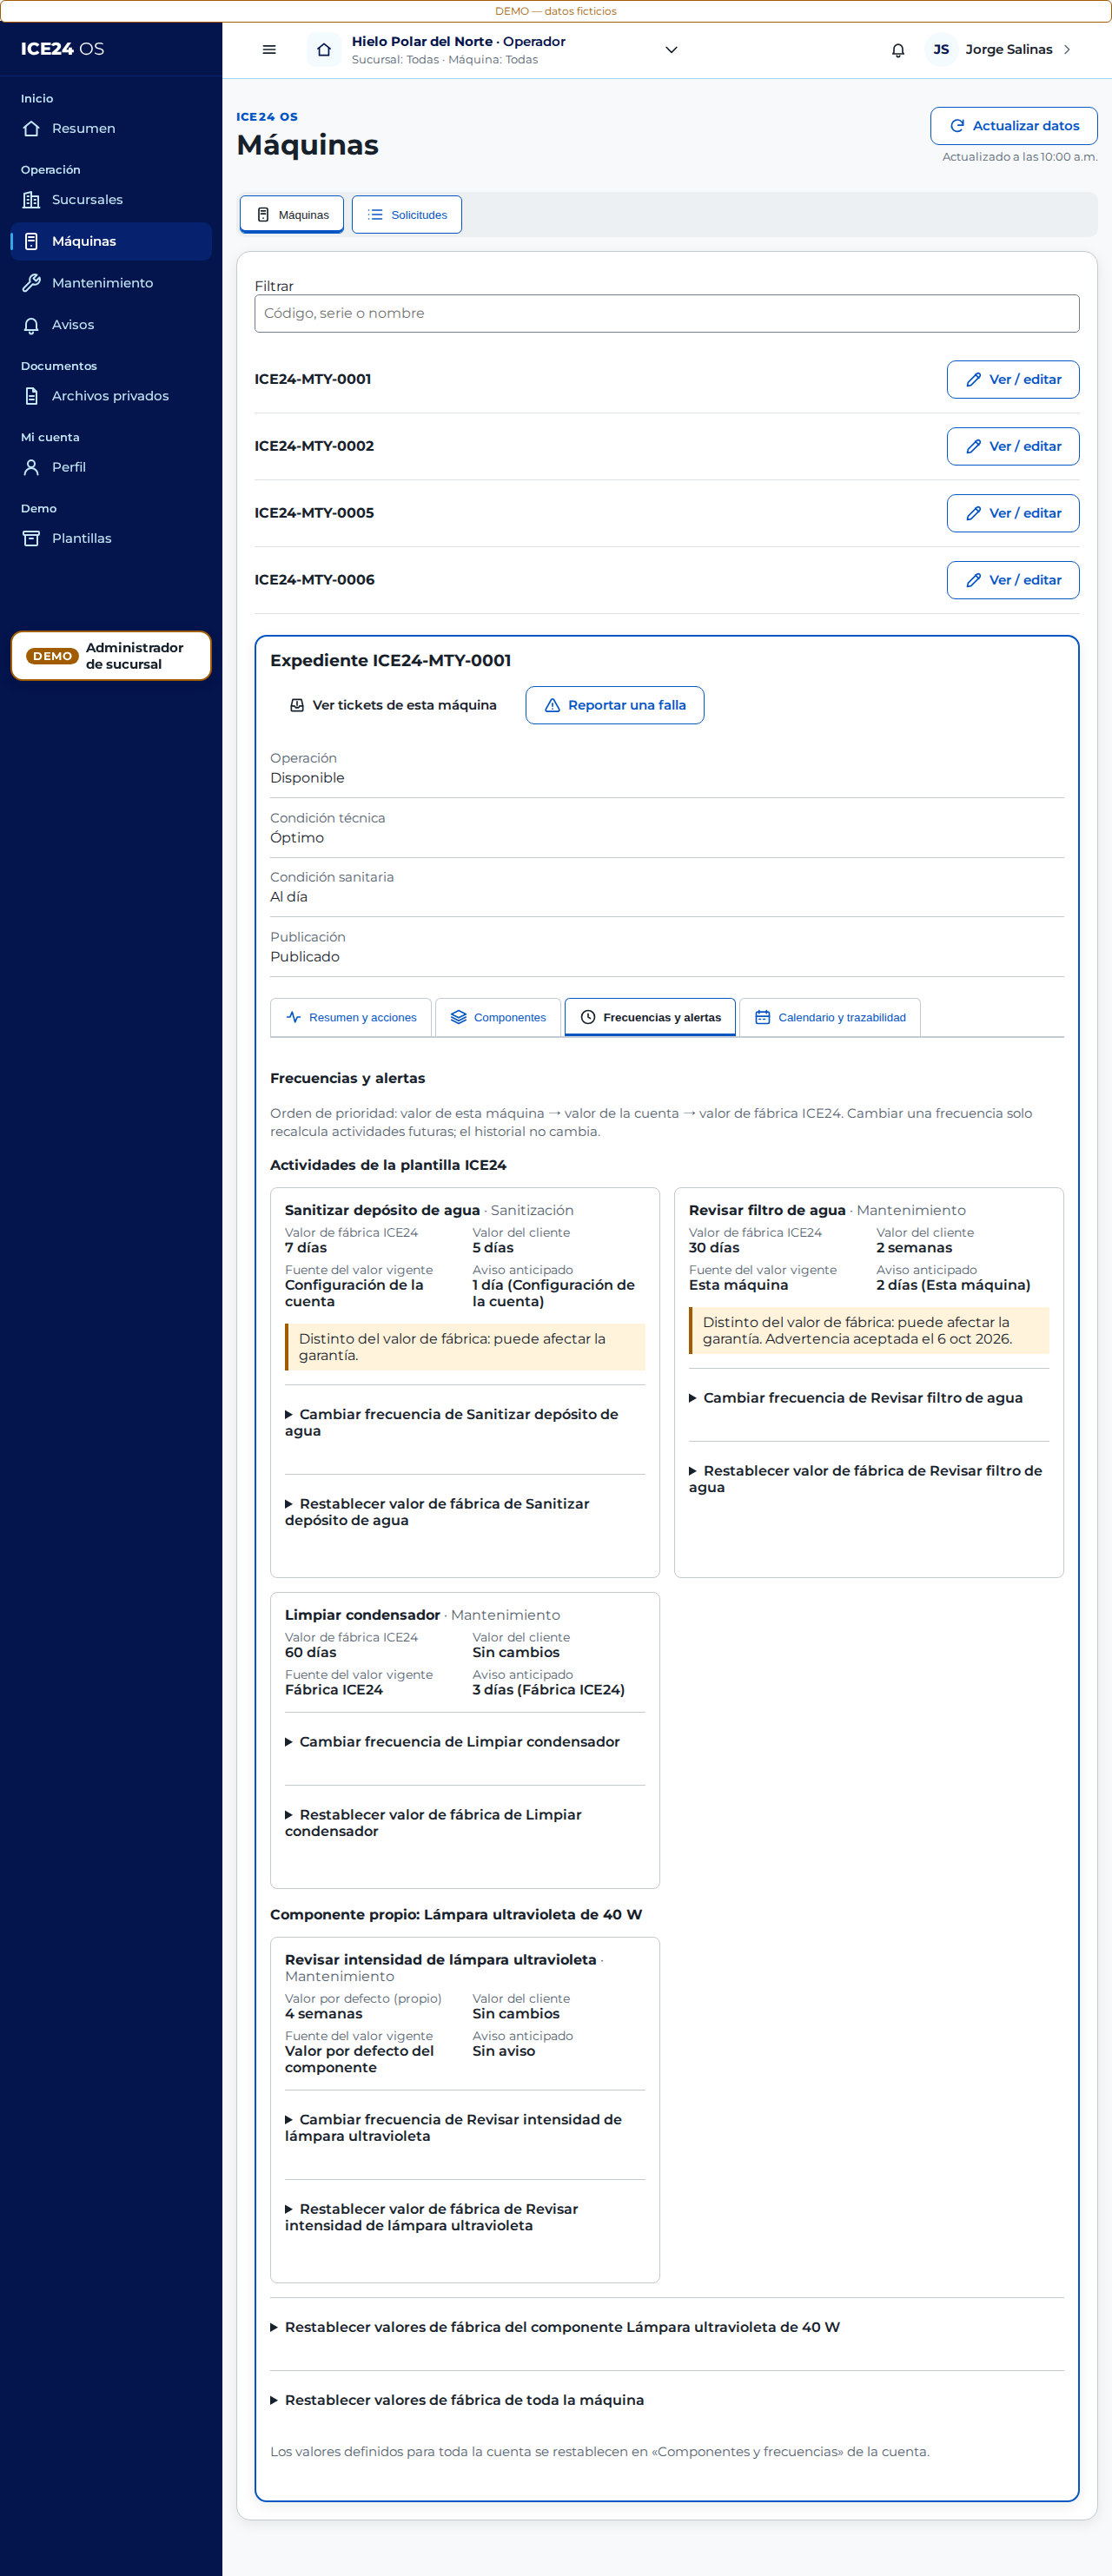 DEMO — datos ficticios
ICE24 OS
Inicio
Resumen
Operación
Sucursales
Máquinas
Mantenimiento
Avisos
Documentos
Archivos privados
Mi cuenta
Perfil
Demo
Plantillas
DEMO
Administrador
de sucursal
Hielo Polar del Norte · Operador
Sucursal: Todas · Máquina: Todas
JS
Jorge Salinas
ICE24 OS
Máquinas
Actualizar datos
Actualizado a las 10:00 a.m.
Máquinas
Solicitudes
Filtrar
Código, serie o nombre
ICE24-MTY-0001
Ver / editar
ICE24-MTY-0002
Ver / editar
ICE24-MTY-0005
Ver / editar
ICE24-MTY-0006
Ver / editar
Expediente ICE24-MTY-0001
Ver tickets de esta máquina
Reportar una falla
Operación
Disponible
Condición técnica
Óptimo
Condición sanitaria
Al día
Publicación
Publicado
Resumen y acciones
Componentes
Frecuencias y alertas
Calendario y trazabilidad
Frecuencias y alertas
Orden de prioridad: valor de esta máquina → valor de la cuenta → valor de fábrica ICE24. Cambiar una frecuencia solo
recalcula actividades futuras; el historial no cambia.
Actividades de la plantilla ICE24
Sanitizar depósito de agua · Sanitización
Valor de fábrica ICE24
7 días
Valor del cliente
5 días
Fuente del valor vigente
Configuración de la
cuenta
Aviso anticipado
1 día (Configuración de
la cuenta)
Distinto del valor de fábrica: puede afectar la
garantía.
Cambiar frecuencia de Sanitizar depósito de
agua
Restablecer valor de fábrica de Sanitizar
depósito de agua
Revisar filtro de agua · Mantenimiento
Valor de fábrica ICE24
30 días
Valor del cliente
2 semanas
Fuente del valor vigente
Esta máquina
Aviso anticipado
2 días (Esta máquina)
Distinto del valor de fábrica: puede afectar la
garantía. Advertencia aceptada el 6 oct 2026.
Cambiar frecuencia de Revisar filtro de agua
Restablecer valor de fábrica de Revisar filtro de
agua
Limpiar condensador · Mantenimiento
Valor de fábrica ICE24
60 días
Valor del cliente
Sin cambios
Fuente del valor vigente
Fábrica ICE24
Aviso anticipado
3 días (Fábrica ICE24)
Cambiar frecuencia de Limpiar condensador
Restablecer valor de fábrica de Limpiar
condensador
Componente propio: Lámpara ultravioleta de 40 W
Revisar intensidad de lámpara ultravioleta ·
Mantenimiento
Valor por defecto (propio)
4 semanas
Valor del cliente
Sin cambios
Fuente del valor vigente
Valor por defecto del
componente
Aviso anticipado
Sin aviso
Cambiar frecuencia de Revisar intensidad de
lámpara ultravioleta
Restablecer valor de fábrica de Revisar
intensidad de lámpara ultravioleta
Restablecer valores de fábrica del componente Lámpara ultravioleta de 40 W
Restablecer valores de fábrica de toda la máquina
Los valores definidos para toda la cuenta se restablecen en «Componentes y frecuencias» de la cuenta.